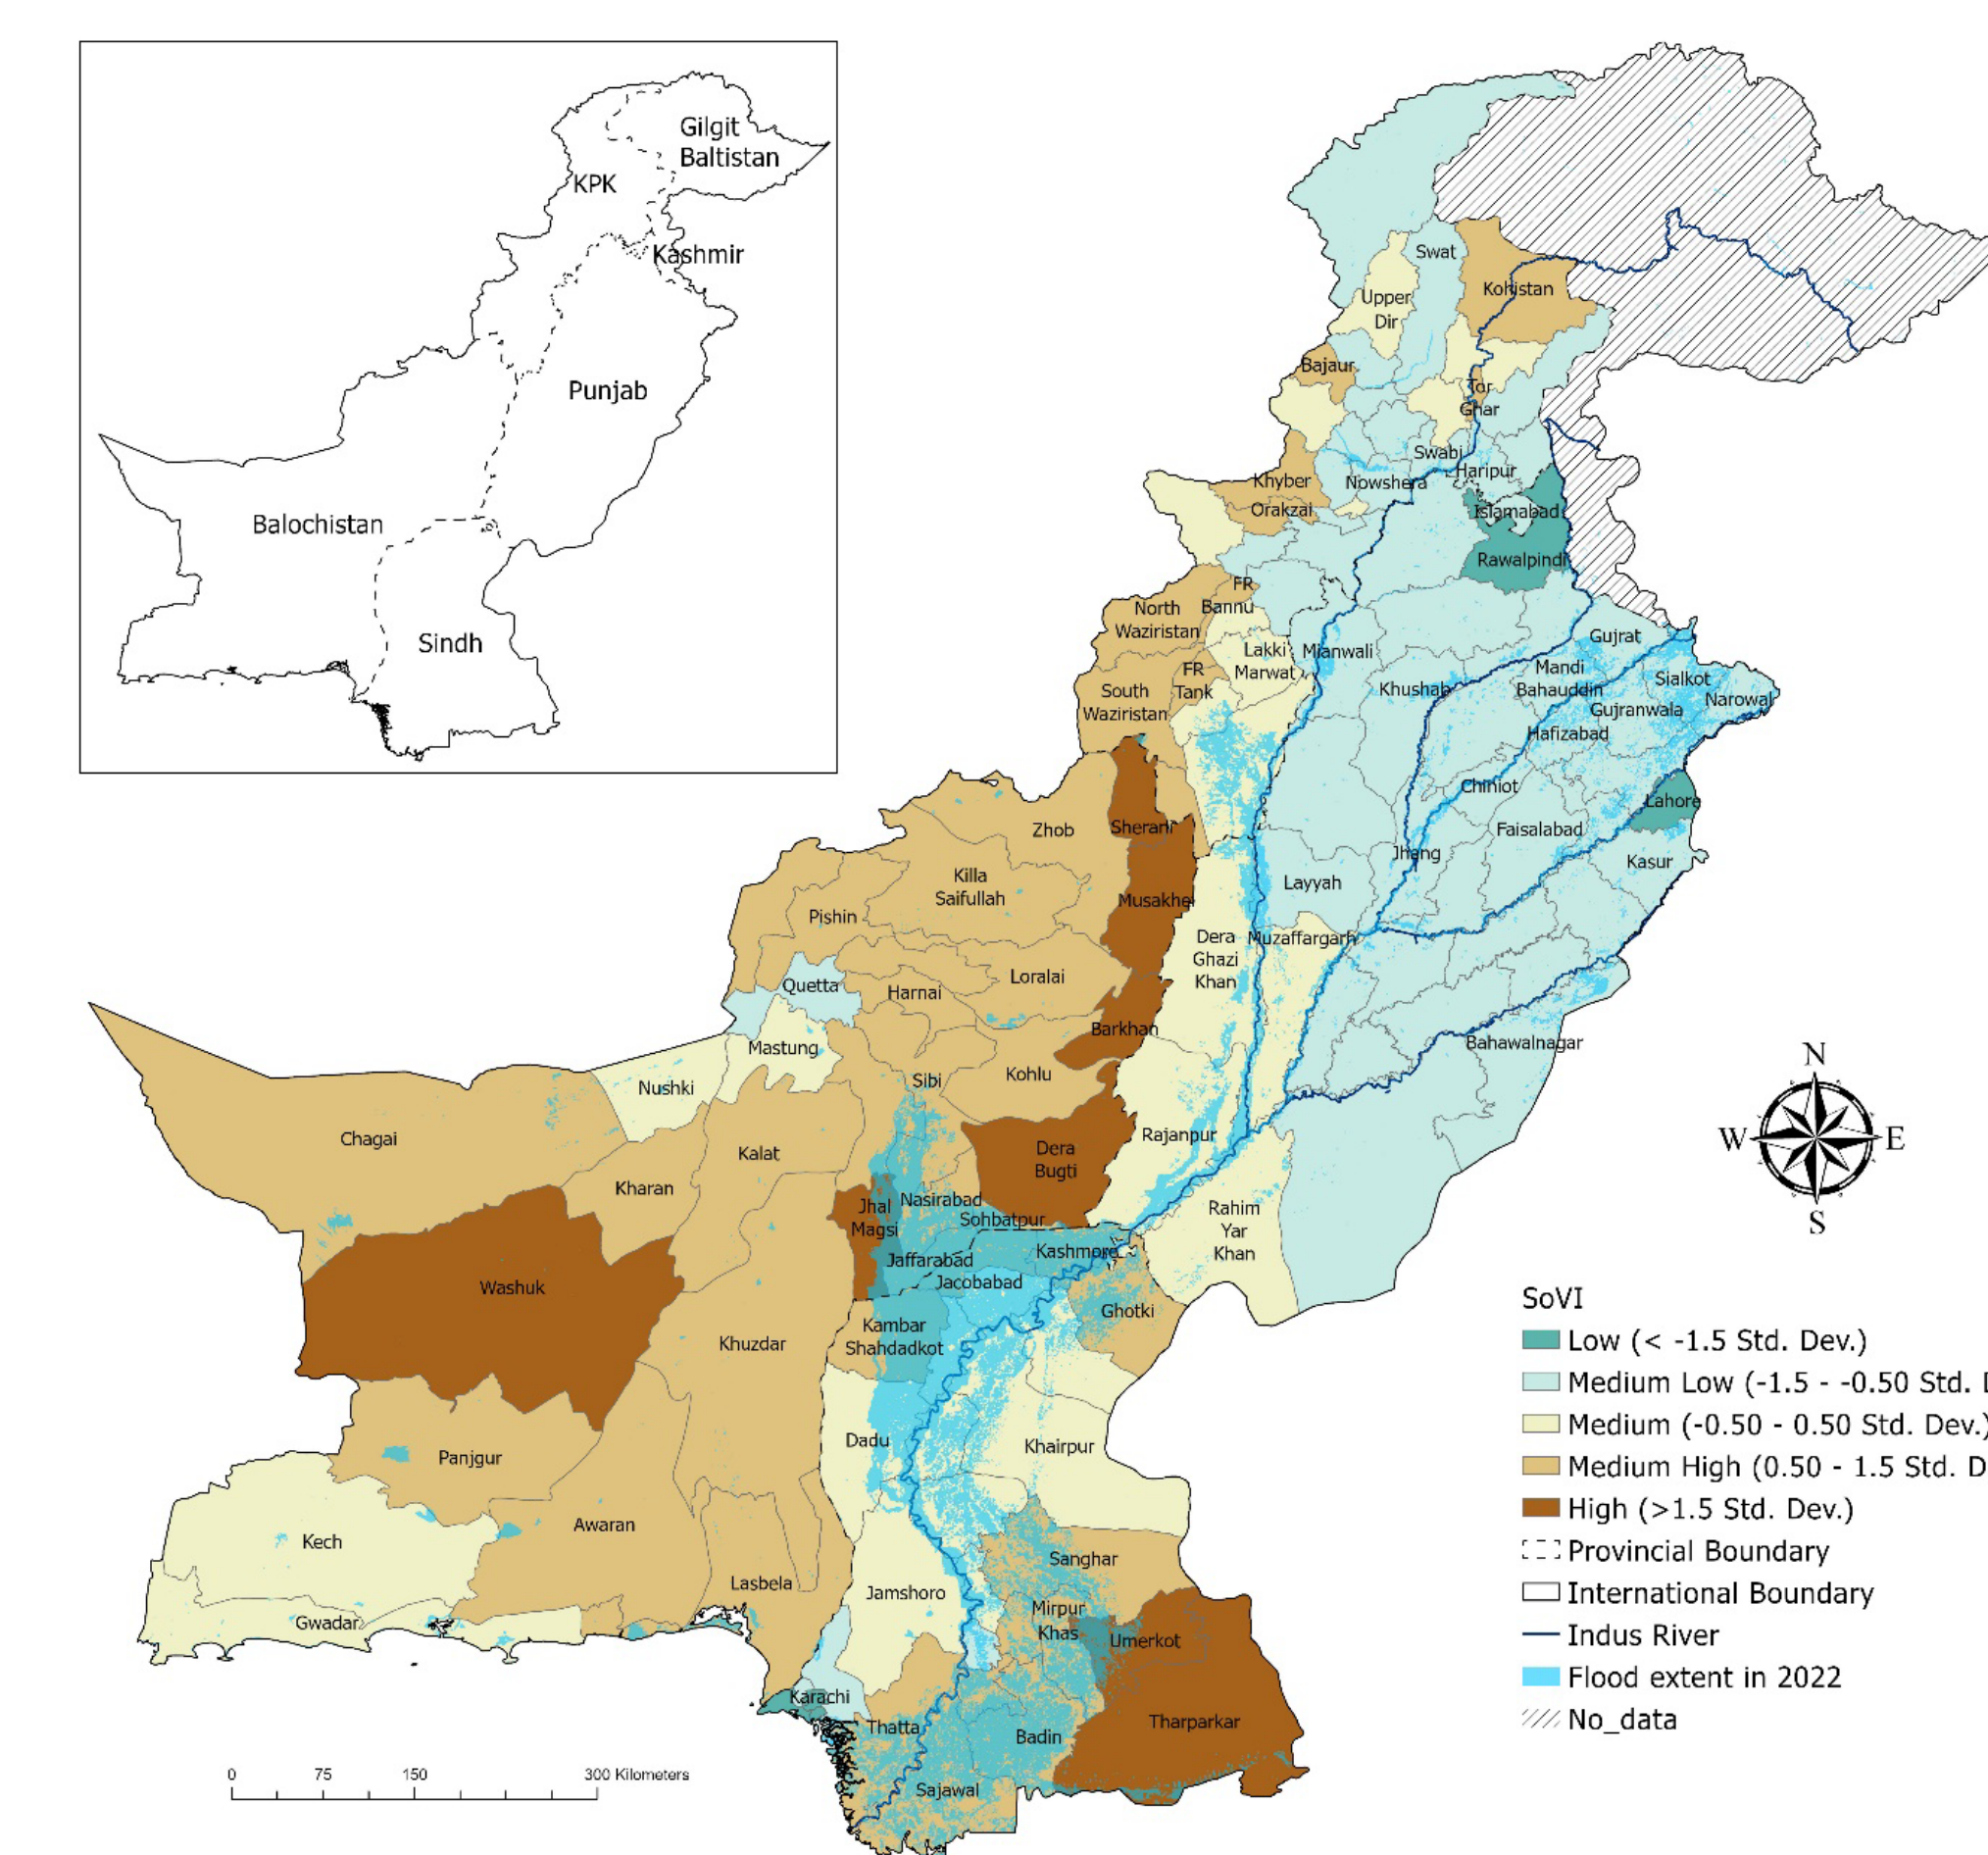 Gilgit
Baltistan
KPK
Kashmir
Punjab
Balochistan
Sindh
Swat
Kohistan
Upper
Dir
Bajaur
Tor
Ghar
Swabi
Haripur
Khyber
Nowshera
Orakzai
Islamabad
Rawalpindi
FR
Bannu
North
Waziristan
Gujrat
Lakki
Marwat
Mianwali
Mandi
Bahauddin
FR
Tank
Sialkot
South
Waziristan
Khushab
Narowal
Gujranwala
Hafizabad
Chiniot
Lahore
Zhob
Sherani
Faisalabad
Jhang
Kasur
Killa
Saifullah
Layyah
Musakhel
Pishin
Dera
Ghazi
Khan
Muzaffargarh
Loralai
Quetta
Harnai
Barkhan
Bahawalnagar
Mastung
Nushki
Sibi
Kohlu
Chagai
Rajanpur
Kalat
Dera
Bugti
Kharan
Jhal
Magsi
Nasirabad
Sohbatpur
Rahim
Yar
Khan
Kashmore
Jaffarabad
Jacobabad
Washuk
Ghotki
Kambar
Shahdadkot
Khuzdar
Dadu
Khairpur
Panjgur
Awaran
Kech
Sanghar
Lasbela
Jamshoro
Mirpur
Khas
Gwadar
Umerkot
Karachi
Thatta
Tharparkar
Badin
Sajawal
N
W
E
S
SoVI
Low (< -1.5 Std. Dev.)
Medium Low (-1.5 - -0.50 Std.
Medium (-0.50 - 0.50 Std. Dev.)
Medium High (0.50 - 1.5 Std.
High (>1.5 Std. Dev.)
Provincial Boundary
International Boundary
Indus River
Flood extent in 2022
No_data
0 75 150 300 Kilometers